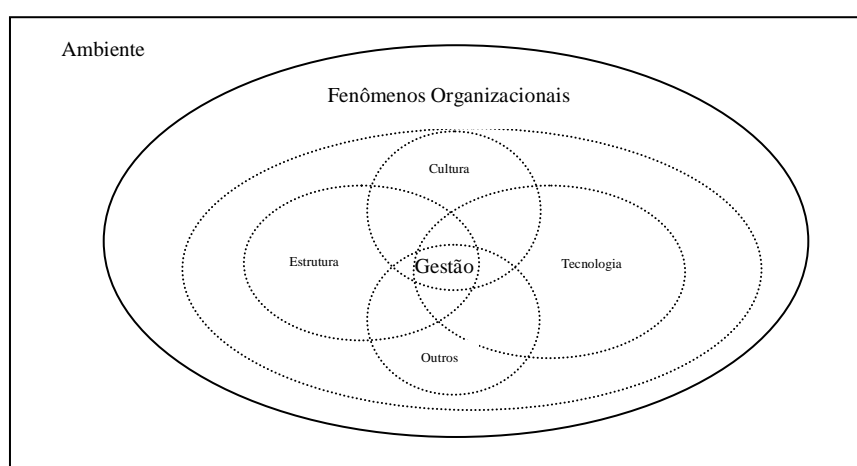 Ambiente
Fenômenos Organizacionais
Cultura
Estrutura
Gestão
Tecnologia
Outros